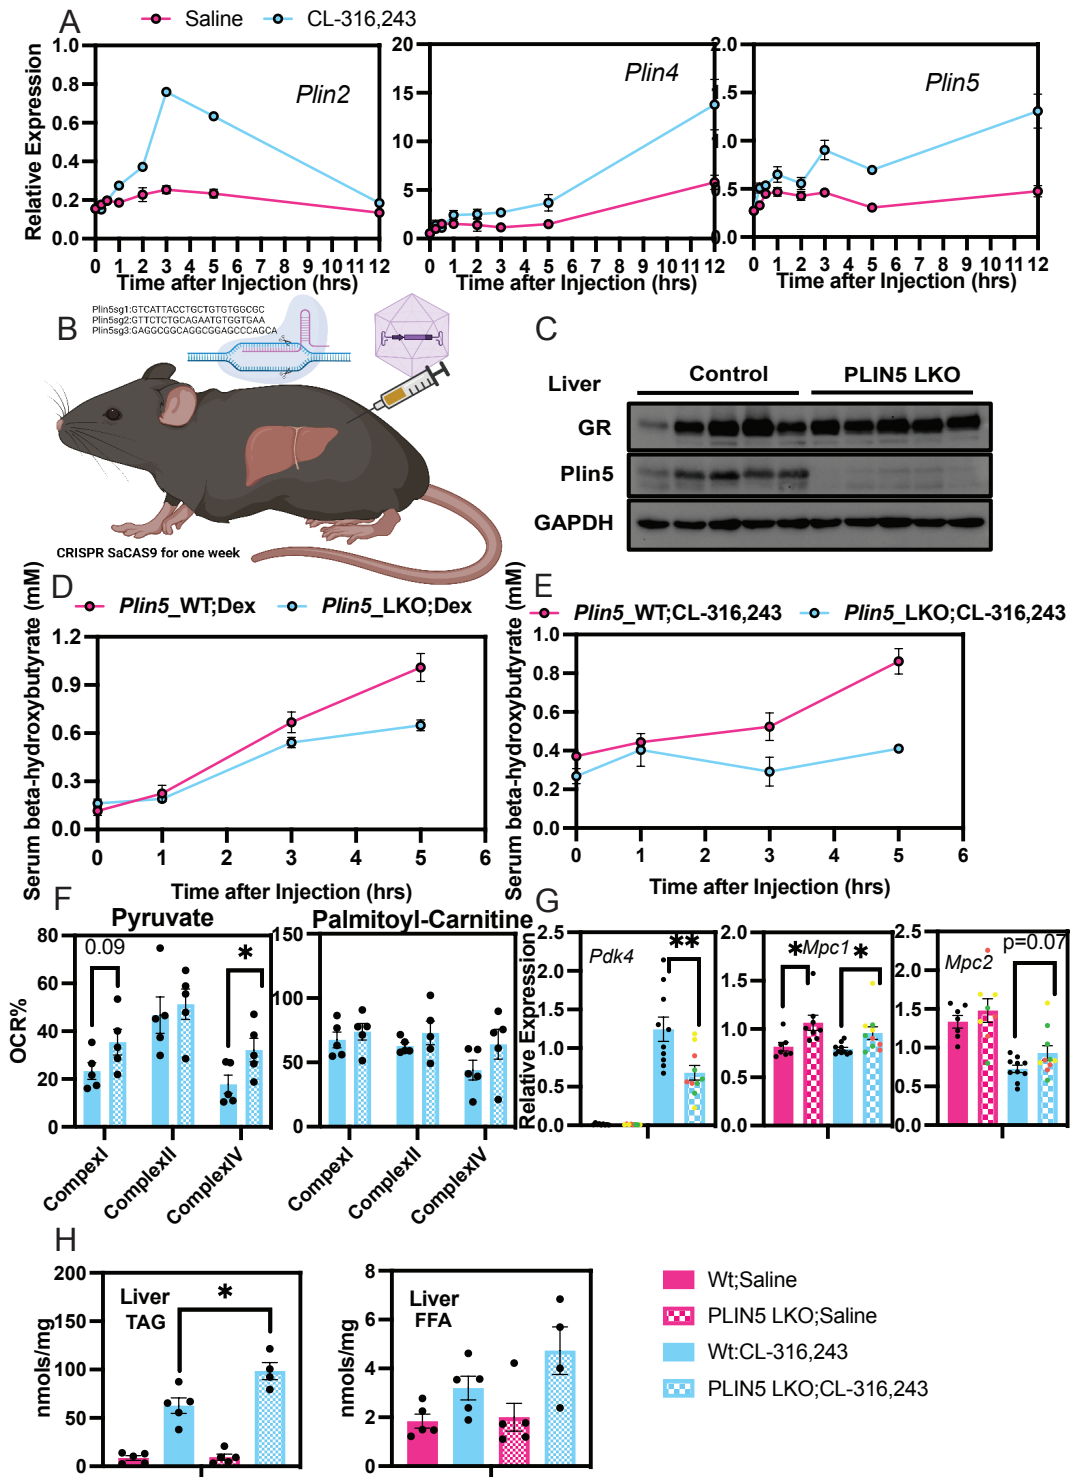 A
Saline
CL-316,243
Relative Expression
1.0
0.8
0.6
0.4
0.2
0.0
Plin2
0 1 2 3 4 5 6 7 8 9 10 11 12
Time after Injection (hrs)
20
15
10
5
0
Plin4
0 1 2 3 4 5 6 7 8 9 10 11 12
Time after Injection (hrs)
2.0
1.5
1.0
0.5
0.0
Plin5
0 1 2 3 4 5 6 7 8 9 10 11 12
Time after Injection (hrs)
B
Plin5sg1:GTCATTACCTGCTGTGTGGCGC
Plin5sg2:GTTCTCTGCAGAATGTGGTGAA
Plin5sg3:GAGGCGGCAGGCGGAGCCCAGCA
CRISPR SaCAS9 for one week
C
Liver
Control
PLIN5 LKO
GR
Plin5
GAPDH
D
Plin5_WT;Dex
Plin5_LKO;Dex
Serum beta-hydroxybutyrate (mM)
1.2
0.9
0.6
0.3
0.0
0 1 2 3 4 5 6
Time after Injection (hrs)
E
Plin5_WT;CL-316,243
Plin5_LKO;CL-316,243
Serum beta-hydroxybutyrate (mM)
1.0
0.8
0.6
0.4
0.2
0.0
0 1 2 3 4 5 6
Time after Injection (hrs)
F
Pyruvate
OCR%
80
60
40
20
0
0.09
*
CompexI
ComplexII
ComplexIV
Palmitoyl-Carnitine
150
100
50
0
CompexI
ComplexII
ComplexIV
G
Relative Expression
2.5
2.0
1.5
1.0
0.5
0.0
Pdk4
**
2.0
1.5
1.0
0.5
0.0
Mpc1
*
*
2.5
2.0
1.5
1.0
0.5
0.0
Mpc2
p=0.07
H
nmols/mg
200
150
100
50
0
Liver
TAG
*
nmols/mg
8
6
4
2
0
Liver
FFA
Wt;Saline
PLIN5 LKO;Saline
Wt:CL-316,243
PLIN5 LKO;CL-316,243